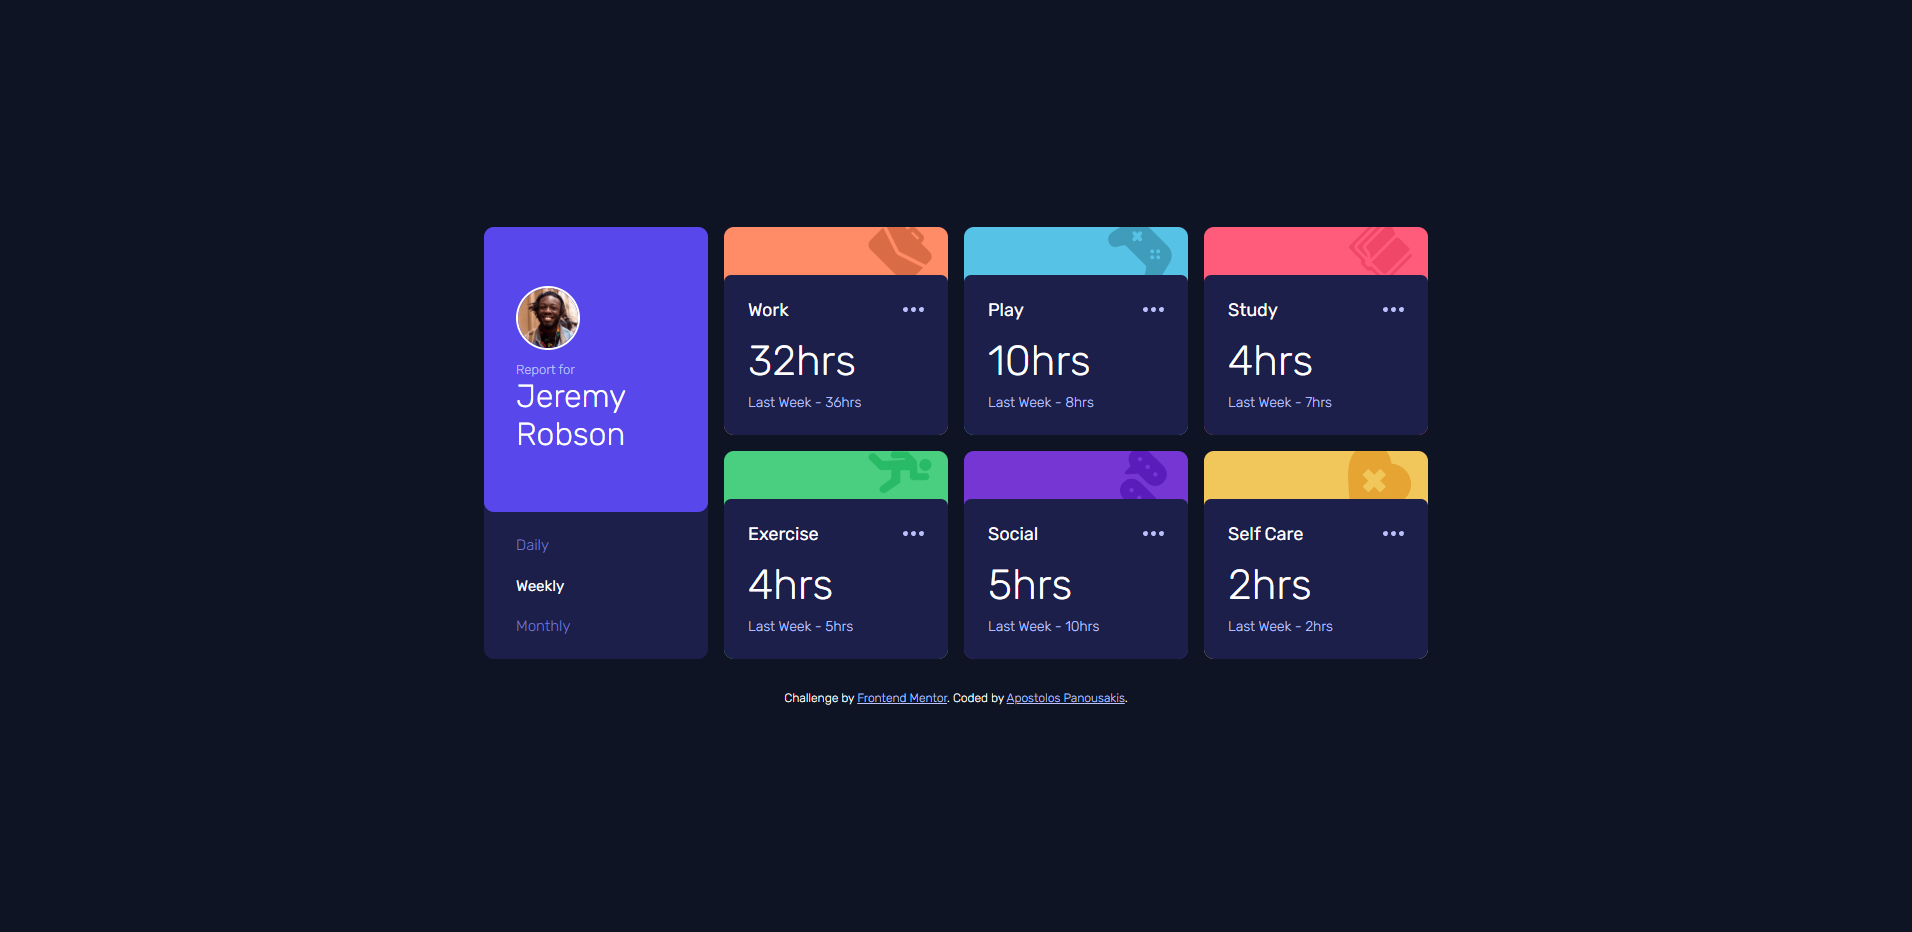 Report for
Jeremy
Robson
Daily
Weekly
Monthly
Work
32hrs
Last Week - 36hrs
Play
10hrs
Last Week - 8hrs
Study
4hrs
Last Week - 7hrs
Exercise
4hrs
Last Week - 5hrs
Social
5hrs
Last Week - 10hrs
Self Care
2hrs
Last Week - 2hrs
Challenge by Frontend Mentor. Coded by Apostolos Panousakis.